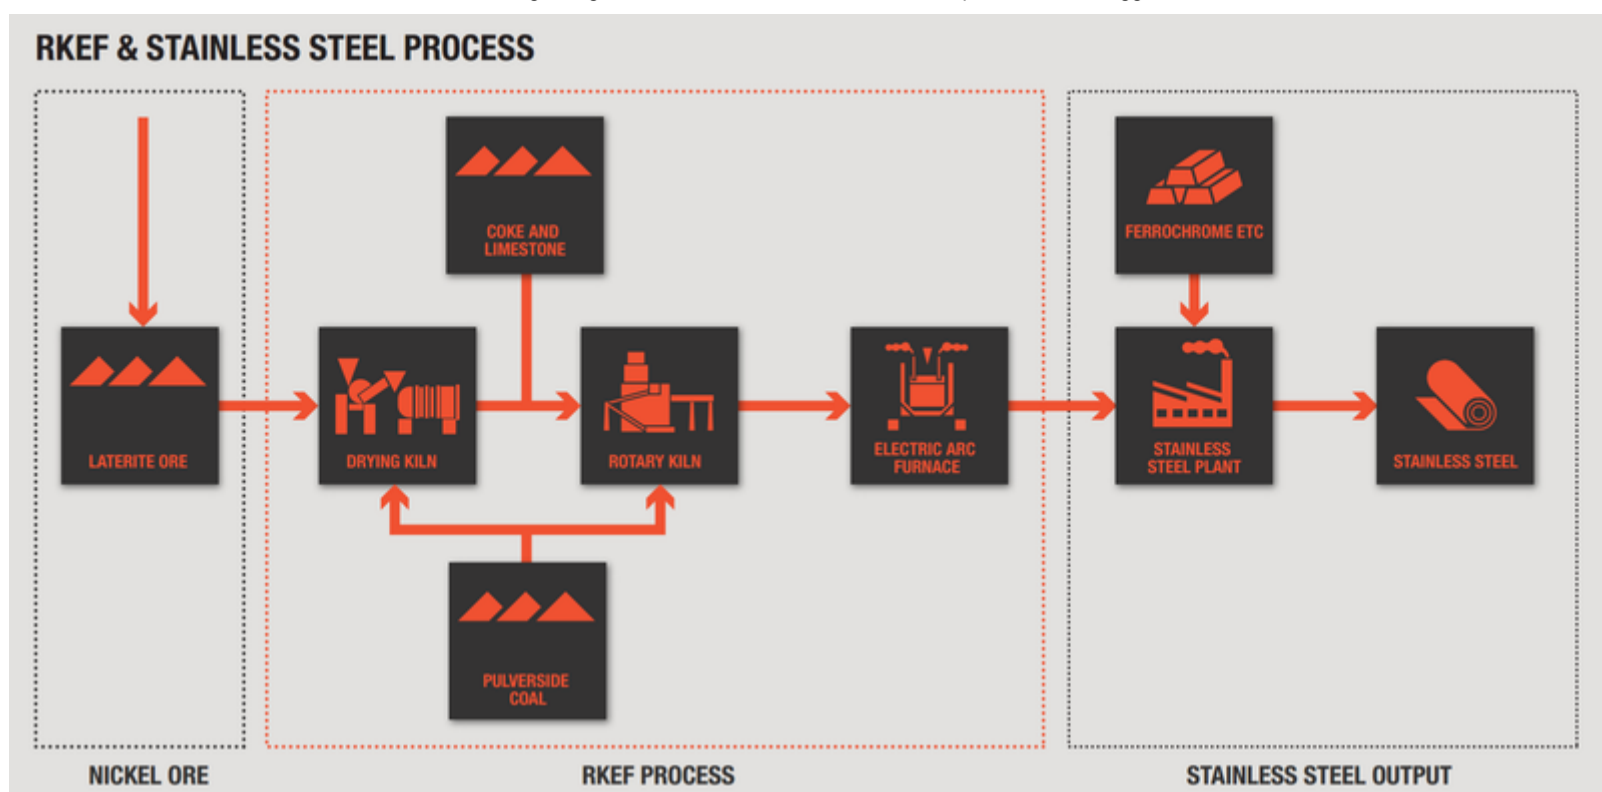 RKEF & STAINLESS STEEL PROCESS
COKE AND
LIMESTONE
FERROCHROME ETC
LATERITE ORE
DRYING KILN
ROTARY KILN
ELECTRIC ARC
FURNACE
STAINLESS
STEEL PLANT
STAINLESS STEEL
PULVERSIDE
COAL
NICKEL ORE
RKEF PROCESS
STAINLESS STEEL OUTPUT